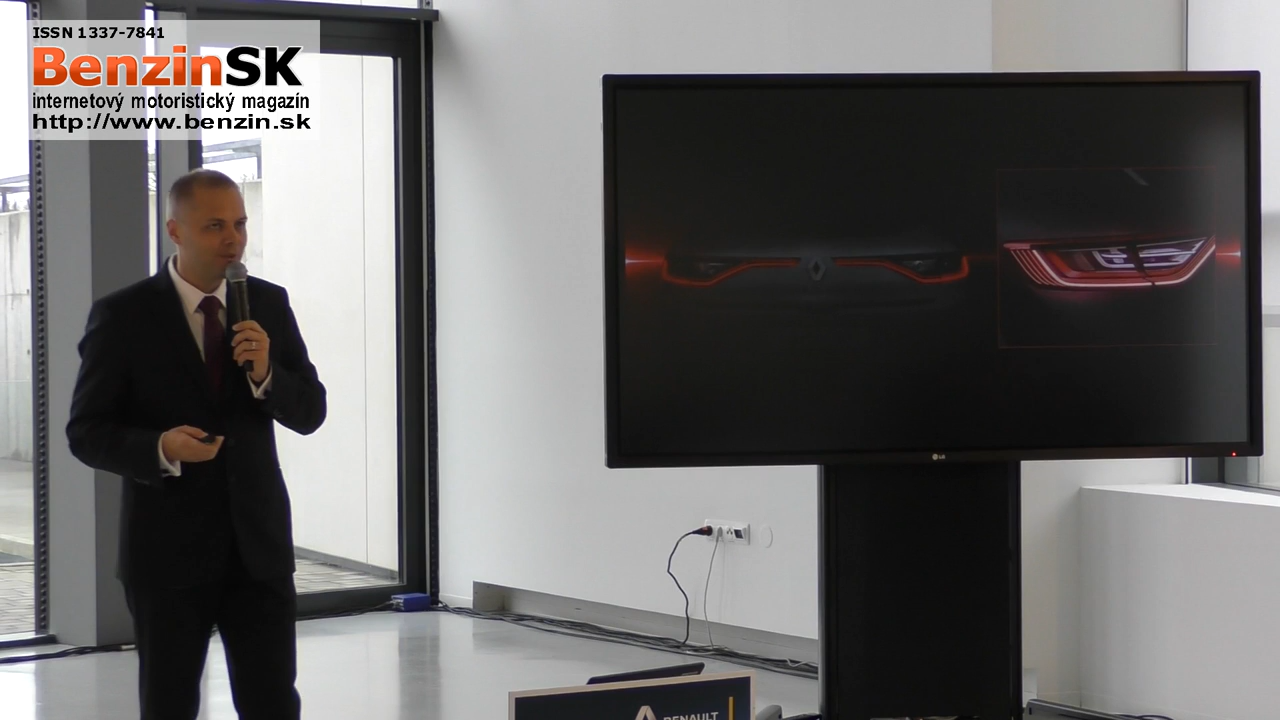 ISSN 1337-7841
BenzinSK
internetový motoristický magazín
http://www.benzin.sk
LG
RENAULT